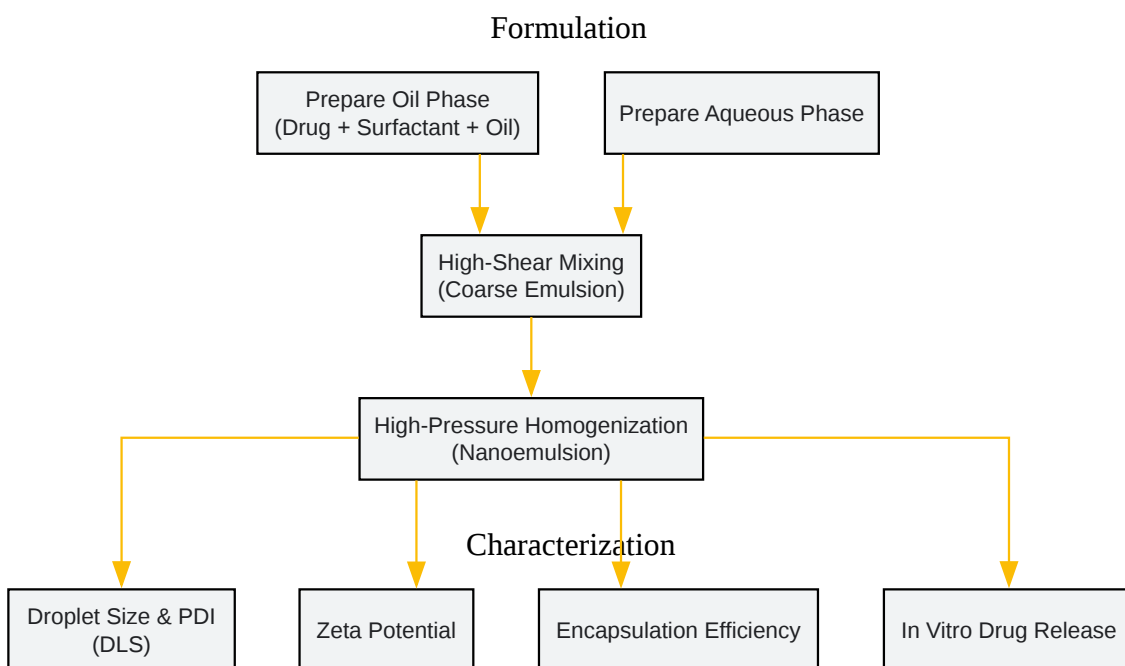 Formulation
Prepare Oil Phase
(Drug + Surfactant + Oil)
Prepare Aqueous Phase
High-Shear Mixing
(Coarse Emulsion)
High-Pressure Homogenization
(Nanoemulsion)
Characterization
Droplet Size & PDI
(DLS)
Zeta Potential
Encapsulation Efficiency
In Vitro Drug Release